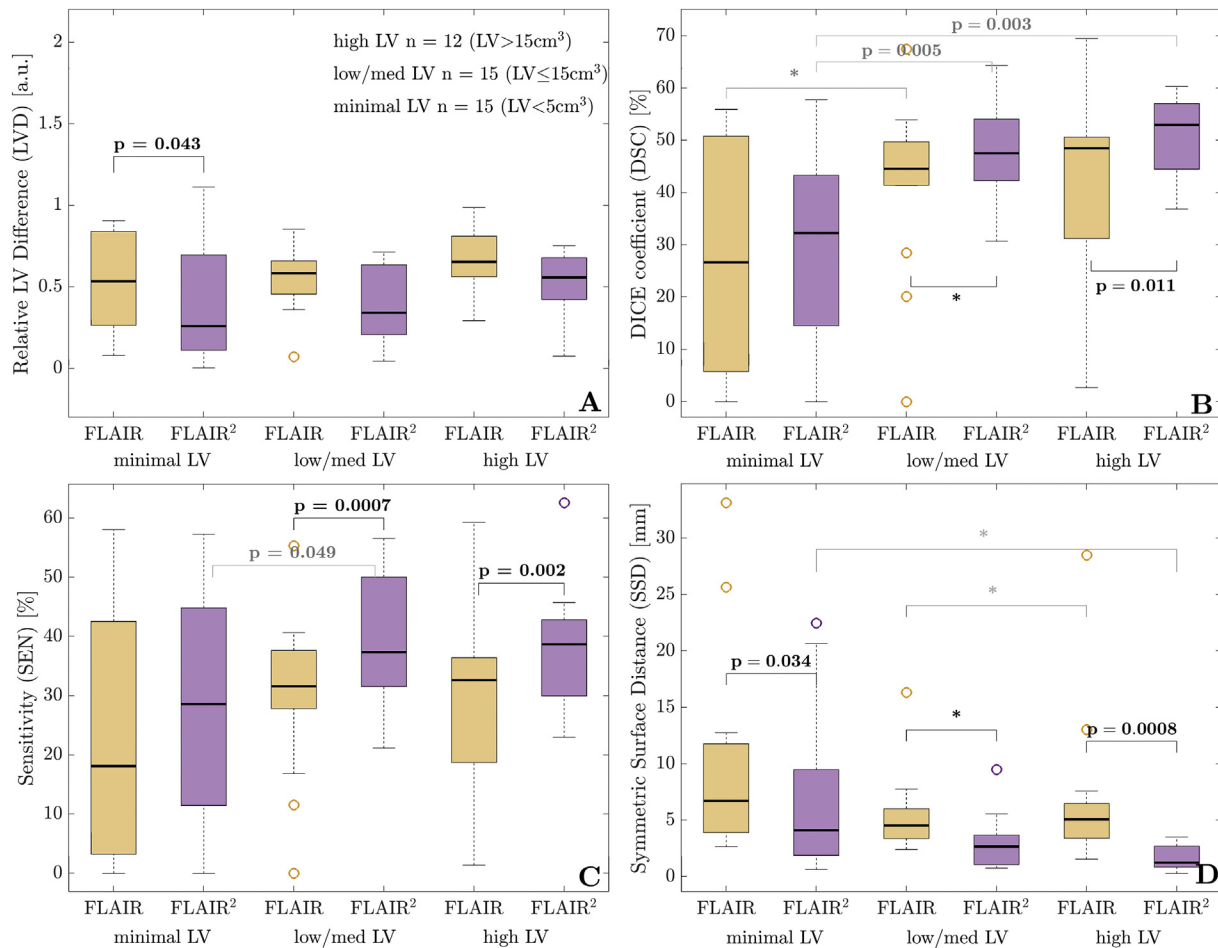 high LV n = 12 (LV>15cm³)
low/med LV n = 15 (LV≤15cm³)
minimal LV n = 15 (LV<5cm³)
Relative LV Difference (LVD) [a.u.]
2
1.5
1
0.5
0
p = 0.043
A
FLAIR FLAIR² FLAIR FLAIR² FLAIR FLAIR²
minimal LV low/med LV high LV
DICE coefficient (DSC) [%]
70
60
50
40
30
20
10
0
p = 0.003
p = 0.005
*
*
p = 0.011
B
FLAIR FLAIR² FLAIR FLAIR² FLAIR FLAIR²
minimal LV low/med LV high LV
Sensitivity (SEN) [%]
60
50
40
30
20
10
0
p = 0.0007
p = 0.049
p = 0.002
C
FLAIR FLAIR² FLAIR FLAIR² FLAIR FLAIR²
minimal LV low/med LV high LV
Symmetric Surface Distance (SSD) [mm]
30
25
20
15
10
5
0
*
*
p = 0.034
*
p = 0.0008
D
FLAIR FLAIR² FLAIR FLAIR² FLAIR FLAIR²
minimal LV low/med LV high LV